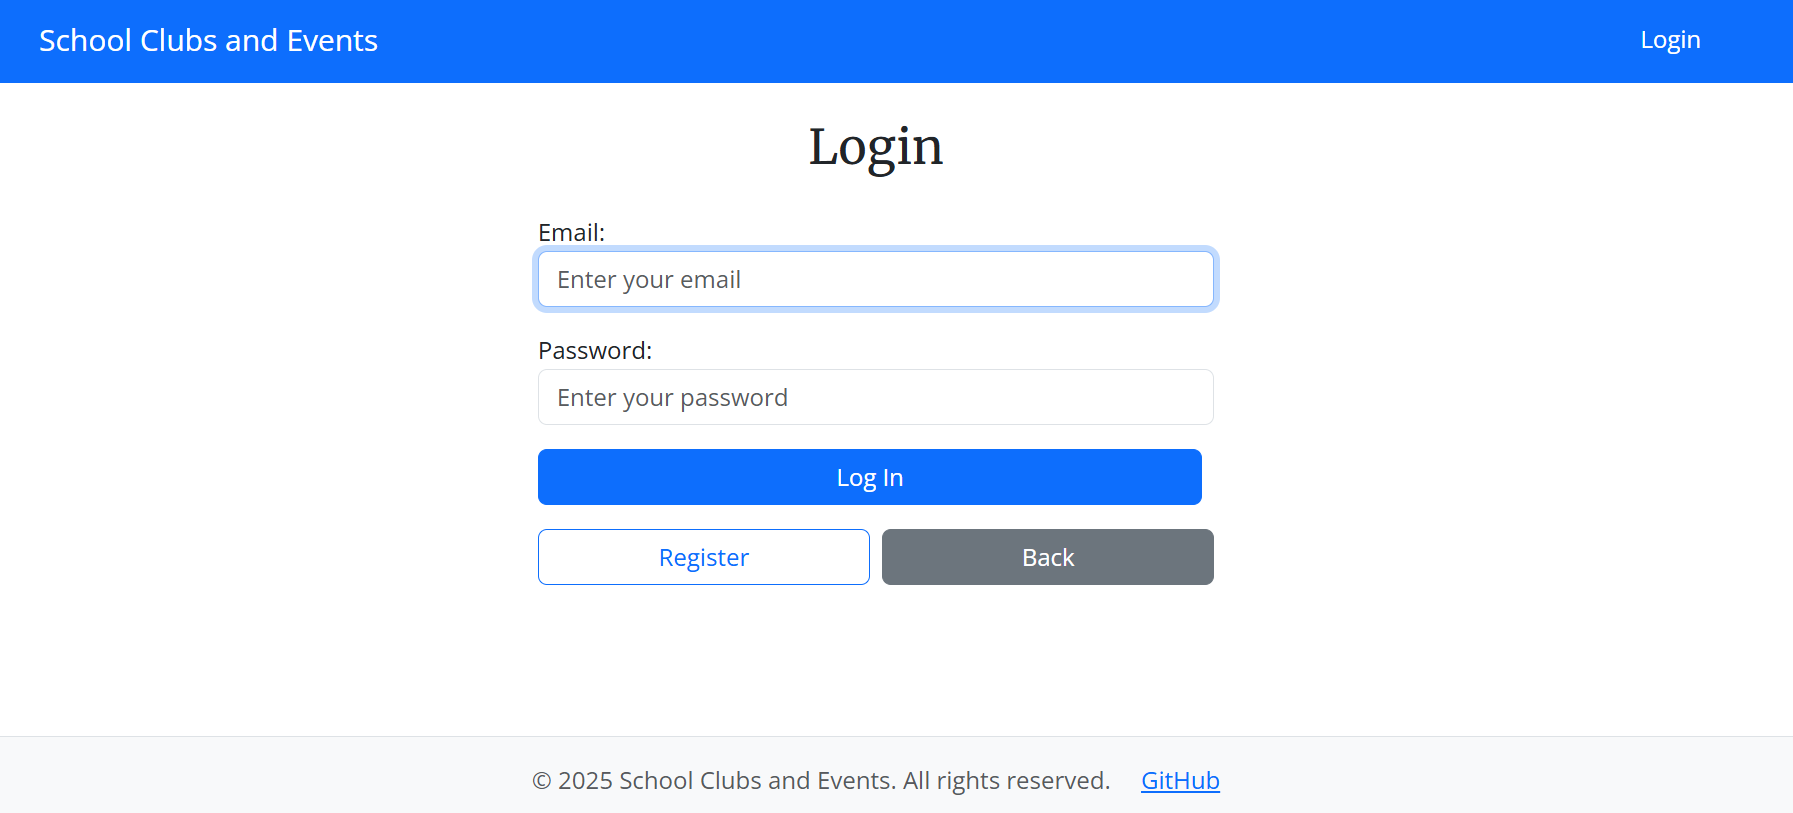 School Clubs and Events
Login
Login
Email:
Enter your email
Password:
Enter your password
Log In
Register
Back
© 2025 School Clubs and Events. All rights reserved. GitHub